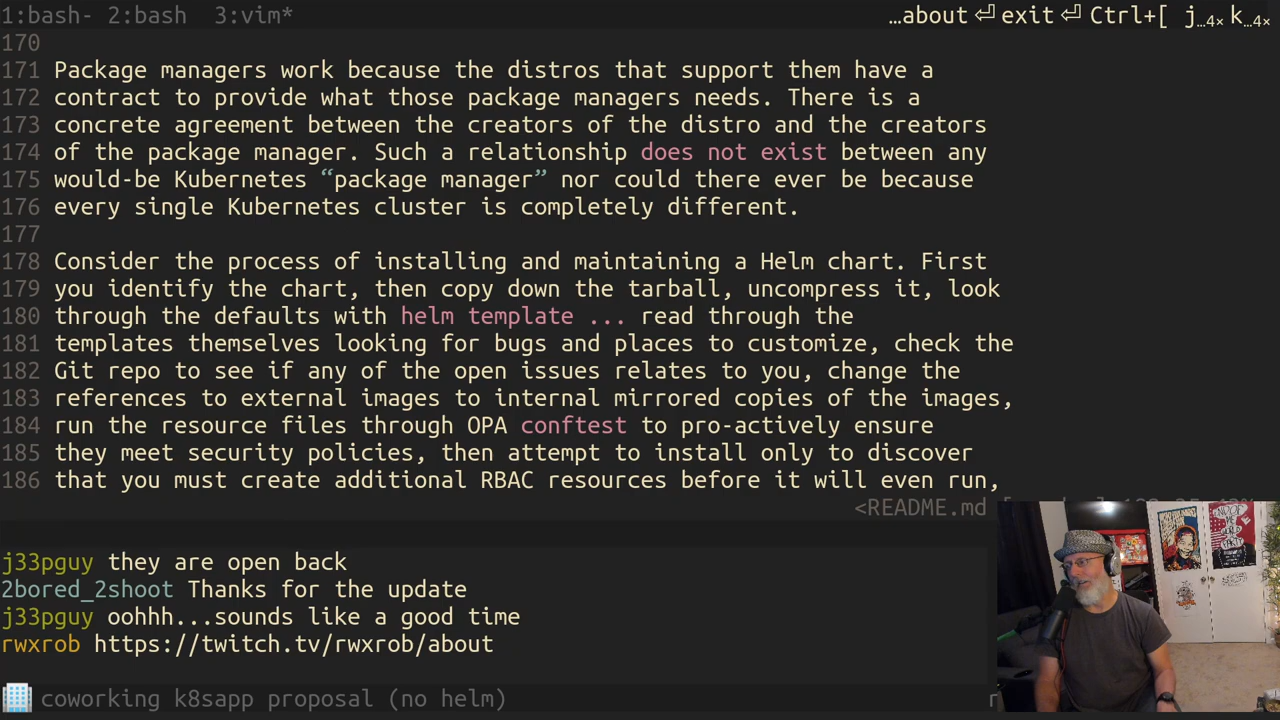 1:bash- 2:bash 3:vim* …about ⏎ exit ⏎ Ctrl+[ j…4× k…4×
170
171 Package managers work because the distros that support them have a
172 contract to provide what those package managers needs. There is a
173 concrete agreement between the creators of the distro and the creators
174 of the package manager. Such a relationship does not exist between any
175 would-be Kubernetes “package manager” nor could there ever be because
176 every single Kubernetes cluster is completely different.
177
178 Consider the process of installing and maintaining a Helm chart. First
179 you identify the chart, then copy down the tarball, uncompress it, look
180 through the defaults with helm template ... read through the
181 templates themselves looking for bugs and places to customize, check the
182 Git repo to see if any of the open issues relates to you, change the
183 references to external images to internal mirrored copies of the images,
184 run the resource files through OPA conftest to pro-actively ensure
185 they meet security policies, then attempt to install only to discover
186 that you must create additional RBAC resources before it will even run,
<README.md
j33pguy they are open back
2bored_2shoot Thanks for the update
j33pguy oohhh...sounds like a good time
rwxrob https://twitch.tv/rwxrob/about
coworking k8sapp proposal (no helm) r